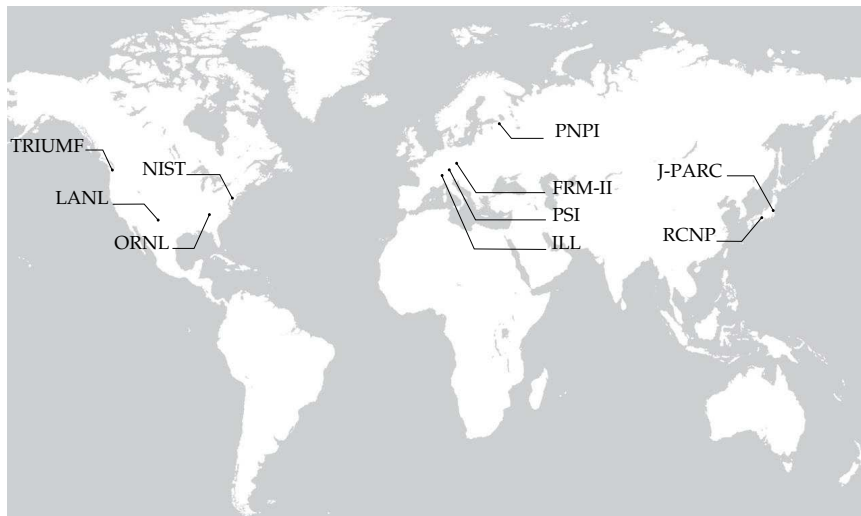 PNPI
TRIUMF
NIST
J-PARC
LANL
FRM-II
PSI
RCNP
ORNL
ILL